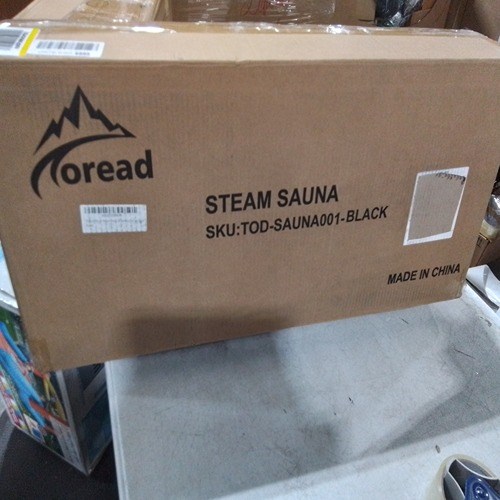 Toread
STEAM SAUNA
SKU:TOD-SAUNA001-BLACK
MADE IN CHINA